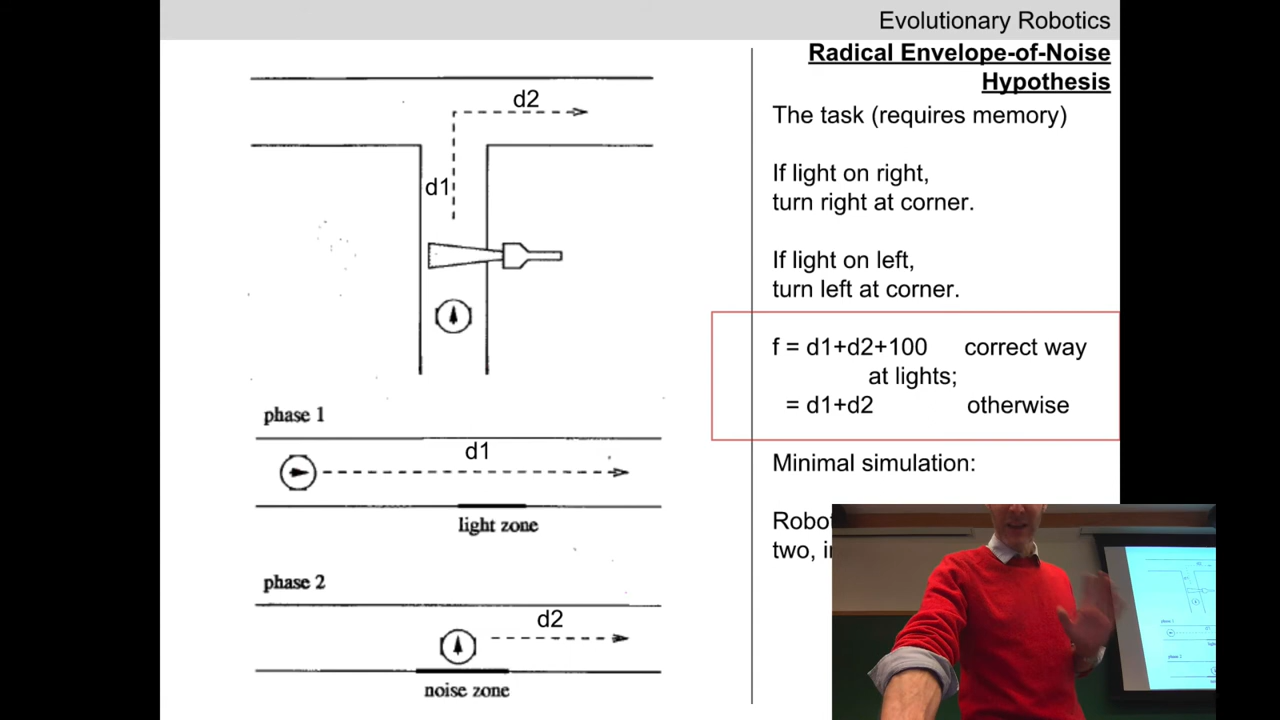 Evolutionary Robotics
Radical Envelope-of-Noise
Hypothesis
The task (requires memory)
If light on right,
turn right at corner.
If light on left,
turn left at corner.
f = d1+d2+100 correct way
at lights;
= d1+d2 otherwise
Minimal simulation:
two,
d2
d1
phase 1
d1
light zone
phase 2
d2
noise zone